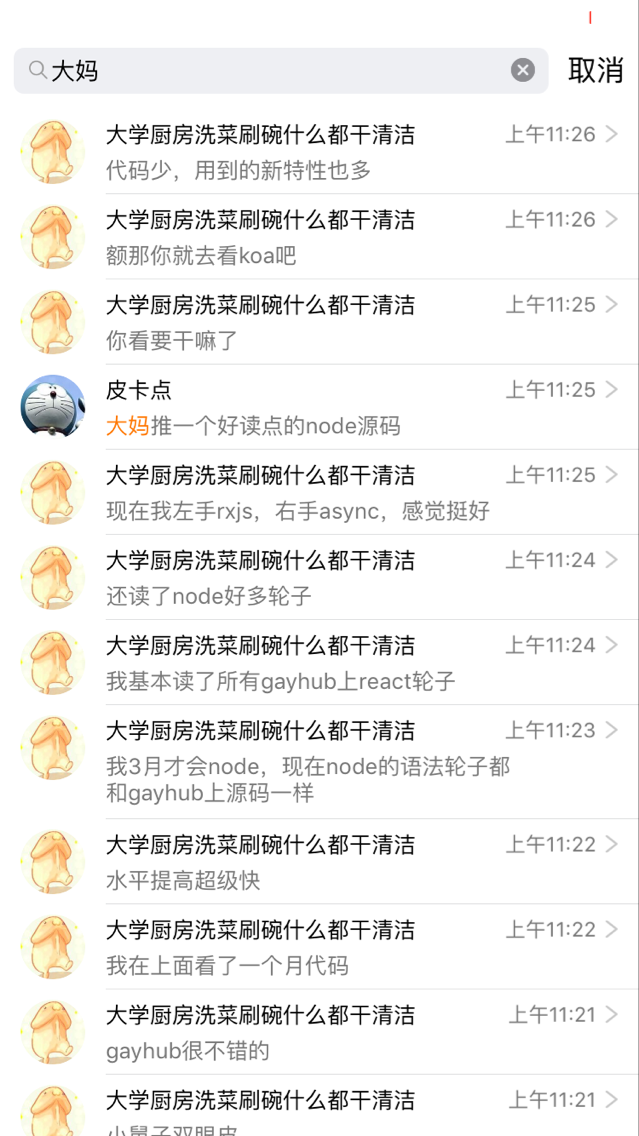 大妈
取消
大学厨房洗菜刷碗什么都干清洁 上午11:26
代码少，用到的新特性也多
大学厨房洗菜刷碗什么都干清洁 上午11:26
额那你就去看koa吧
大学厨房洗菜刷碗什么都干清洁 上午11:25
你看要干嘛了
皮卡点 上午11:25
大妈推一个好读点的node源码
大学厨房洗菜刷碗什么都干清洁 上午11:25
现在我左手rxjs，右手async，感觉挺好
大学厨房洗菜刷碗什么都干清洁 上午11:24
还读了node好多轮子
大学厨房洗菜刷碗什么都干清洁 上午11:24
我基本读了所有gayhub上react轮子
大学厨房洗菜刷碗什么都干清洁 上午11:23
我3月才会node，现在node的语法轮子都
和gayhub上源码一样
大学厨房洗菜刷碗什么都干清洁 上午11:22
水平提高超级快
大学厨房洗菜刷碗什么都干清洁 上午11:22
我在上面看了一个月代码
大学厨房洗菜刷碗什么都干清洁 上午11:21
gayhub很不错的
大学厨房洗菜刷碗什么都干清洁 上午11:21
小舅子双眼皮